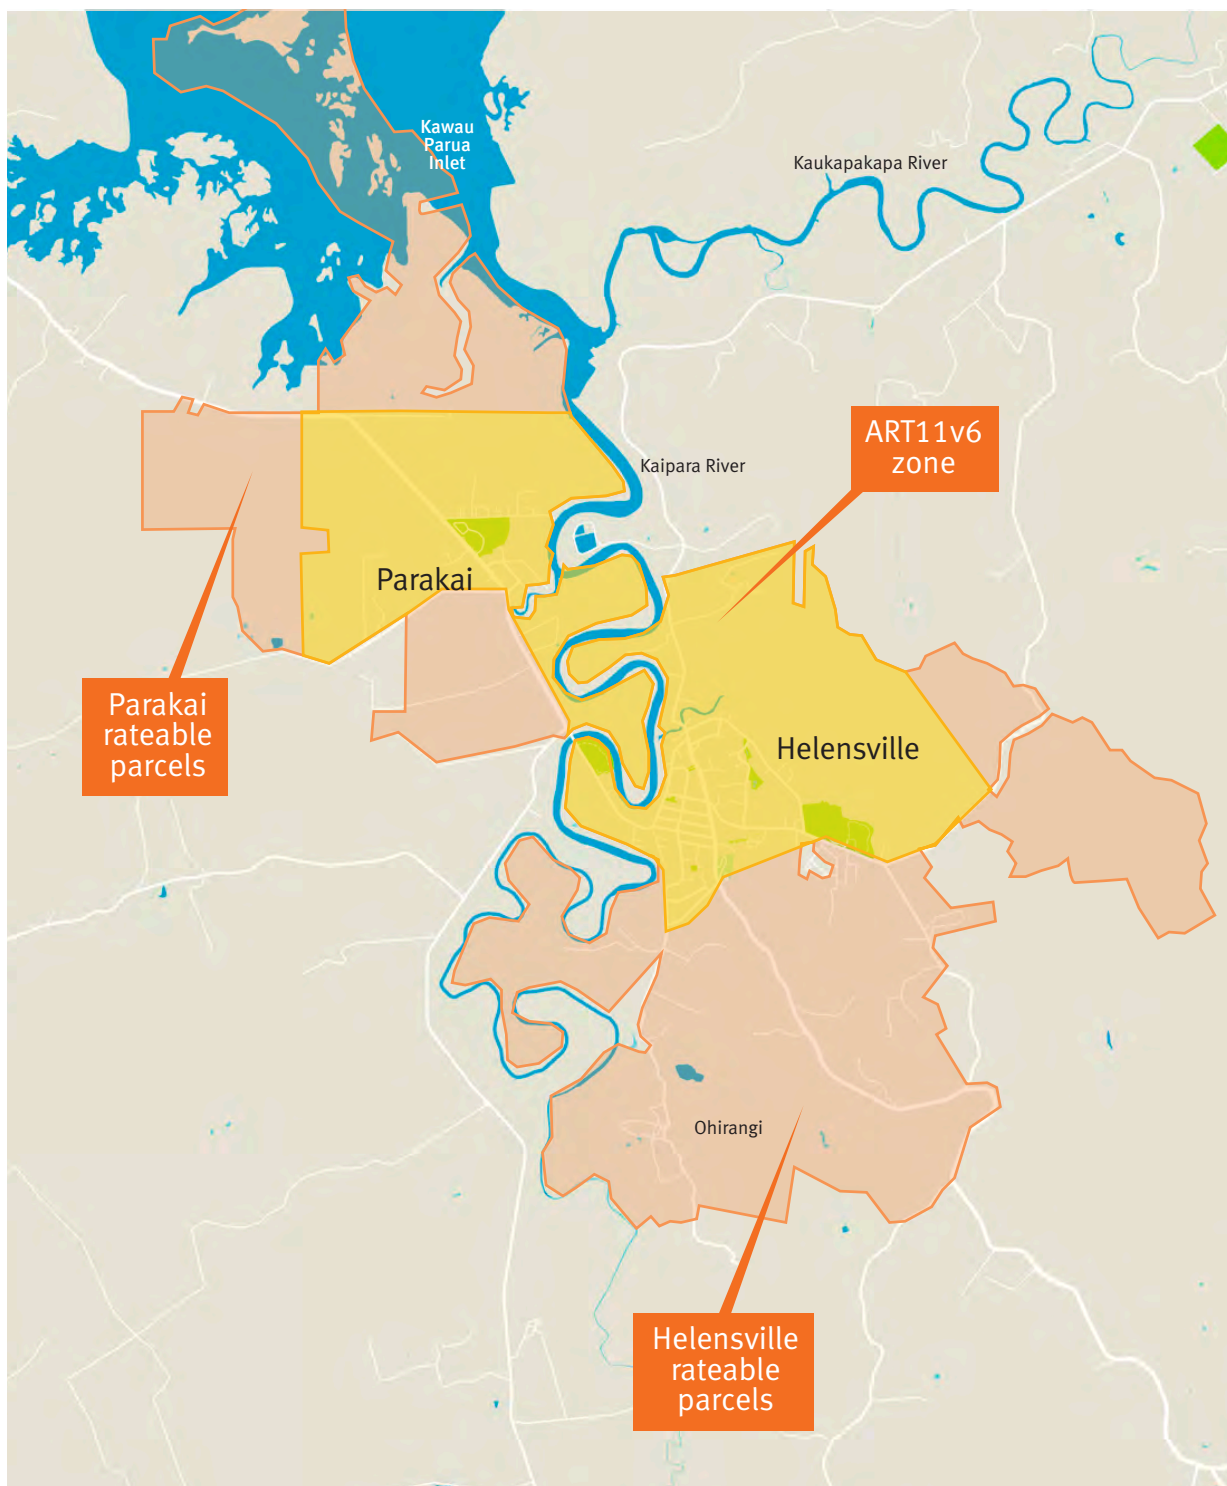 Kawau
Parua
Inlet
Kaukapakapa River
ART11v6
zone
Kaipara River
Parakai
Parakai
rateable
parcels
Helensville
Ohirangi
Helensville
rateable
parcels